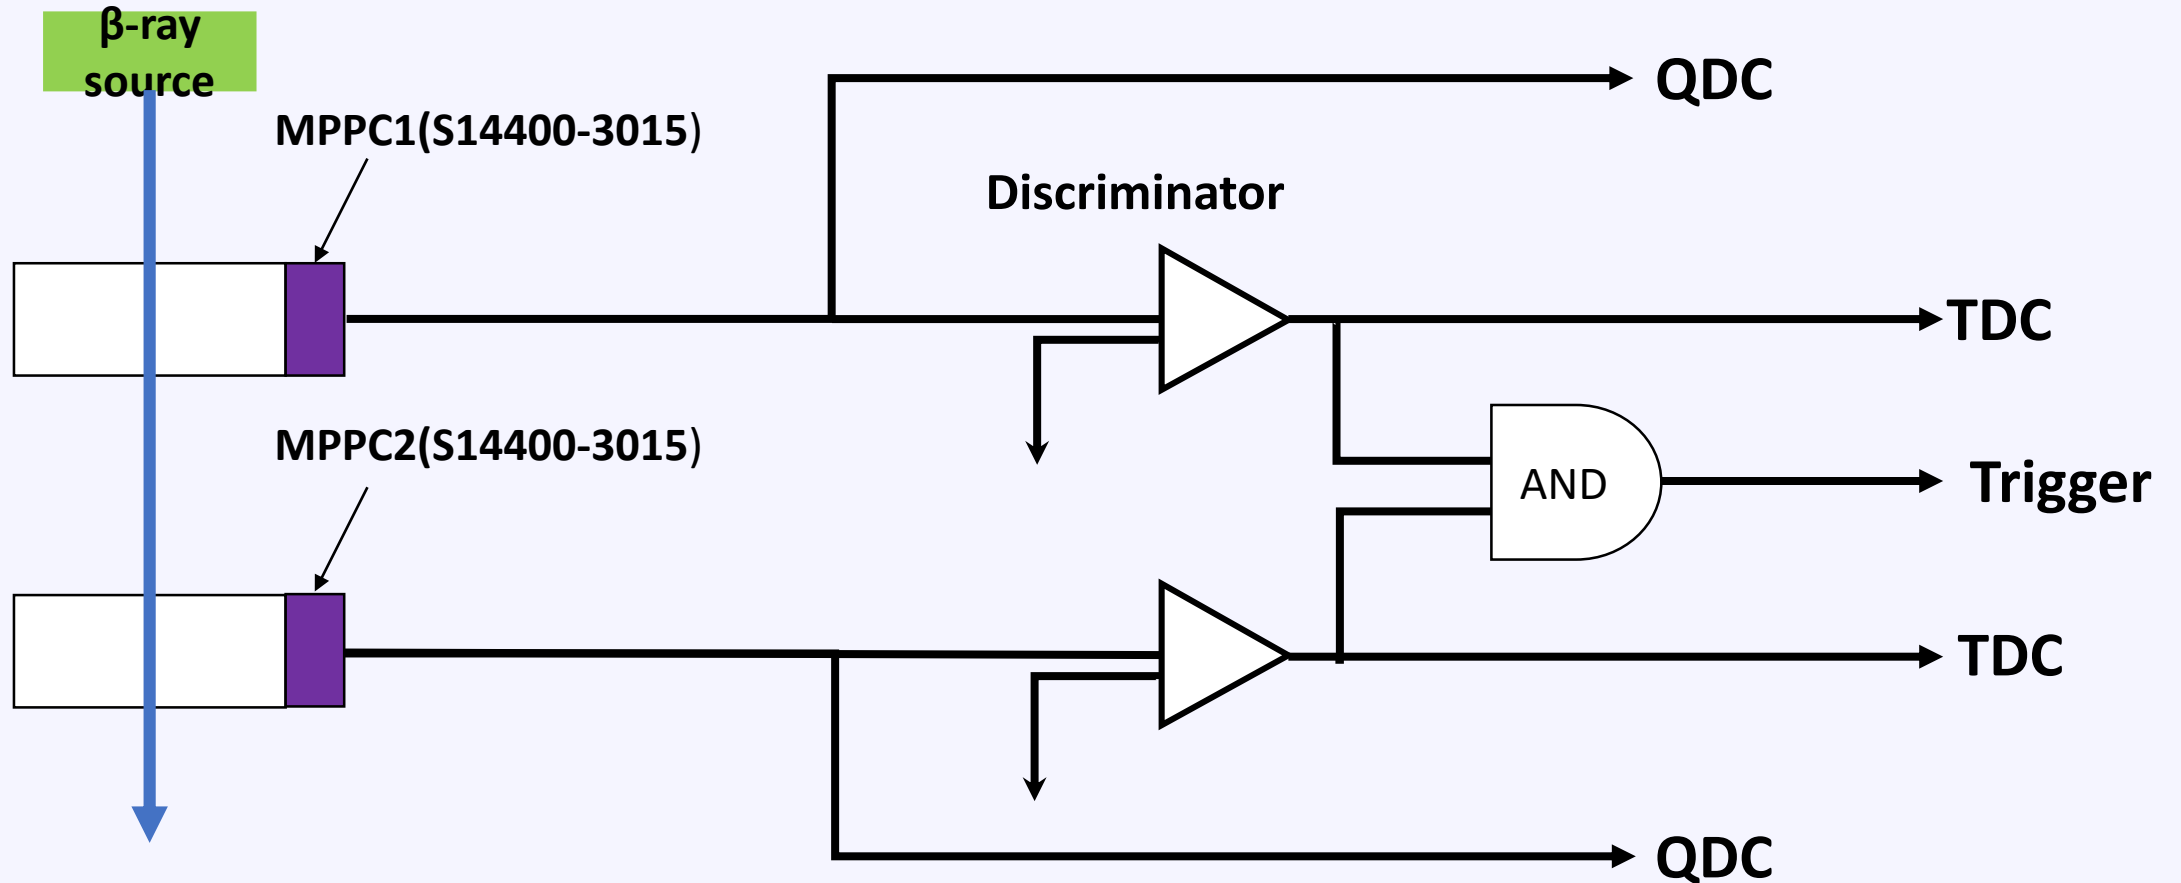 β-ray
source
QDC
MPPC1(S14400-3015)
Discriminator
TDC
MPPC2(S14400-3015)
AND
Trigger
TDC
QDC